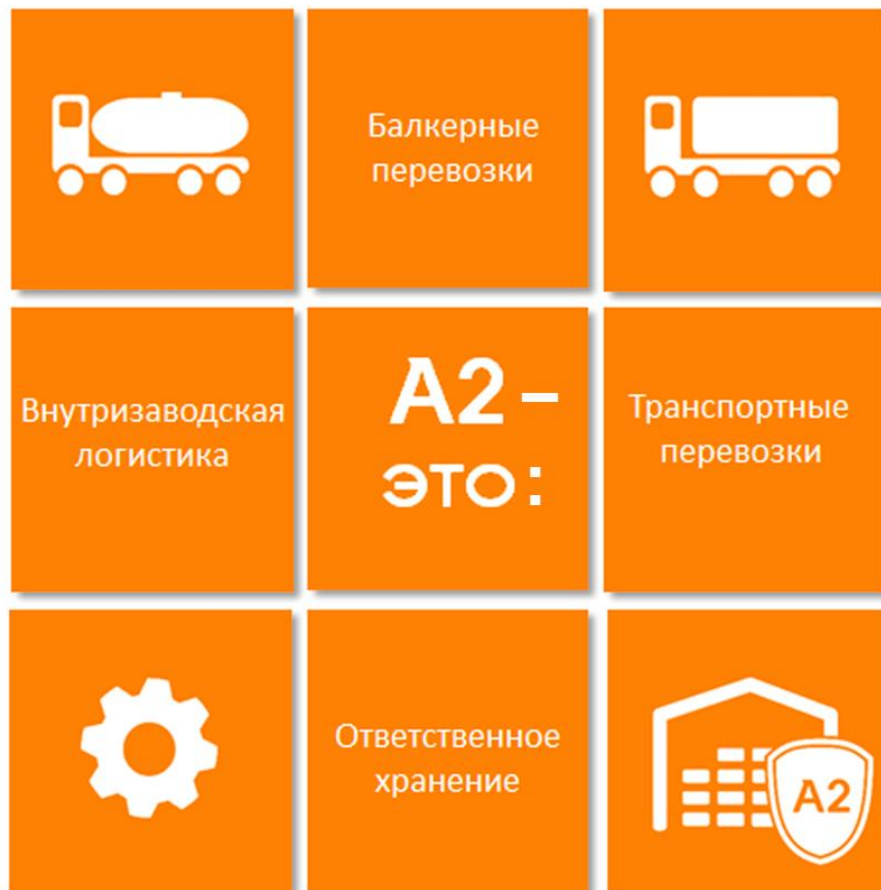 Балкерные
перевозки
Внутризаводская
логистика
А2 –
это:
Транспортные
перевозки
Ответственное
хранение
А2